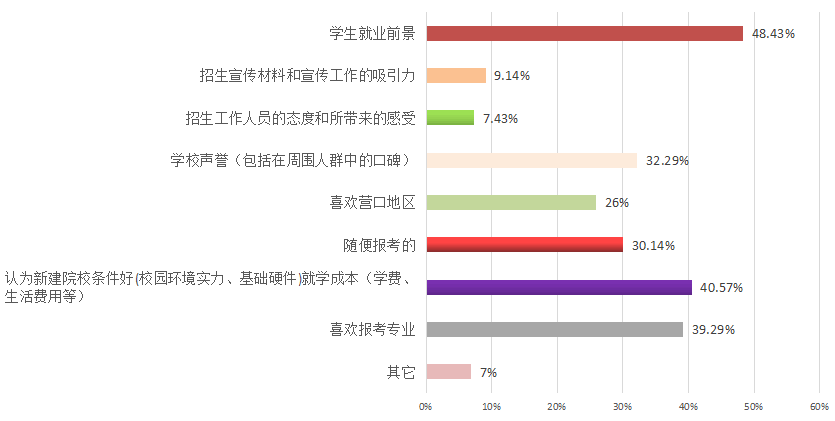 学生就业前景 48.43%
招生宣传材料和宣传工作的吸引力 9.14%
招生工作人员的态度和所带来的感受 7.43%
学校声誉（包括在周围人群中的口碑） 32.29%
喜欢营口地区 26%
随便报考的 30.14%
认为新建院校条件好(校园环境实力、基础硬件)就学成本（学费、
生活费用等） 40.57%
喜欢报考专业 39.29%
其它 7%
0% 10% 20% 30% 40% 50% 60%